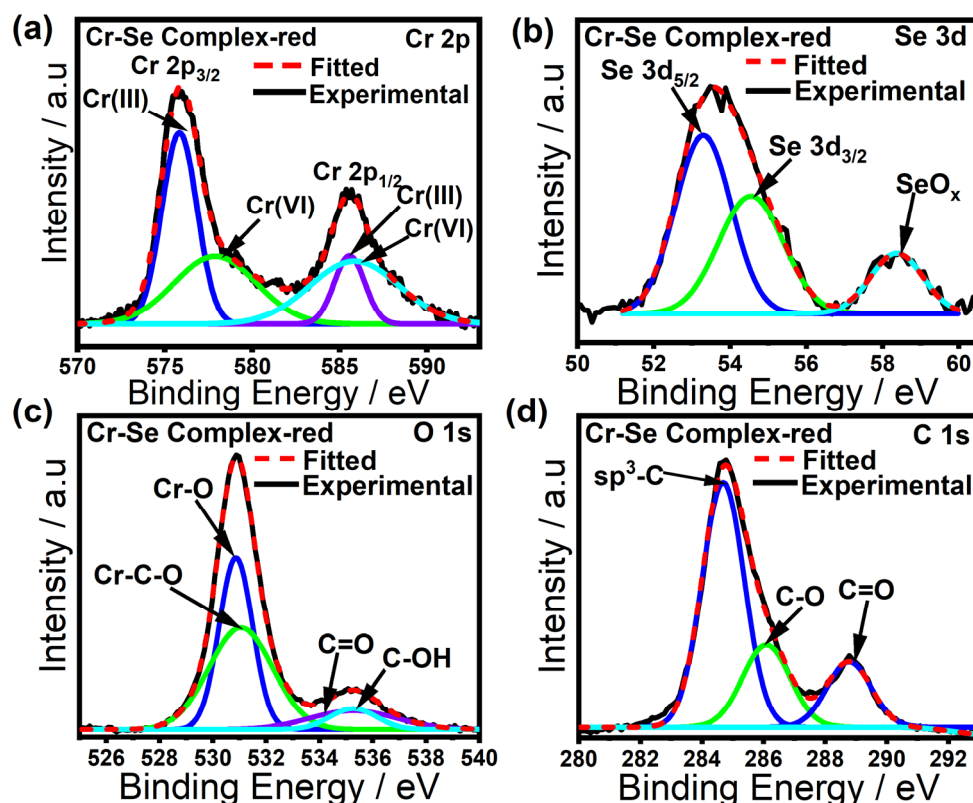 (a)
Cr-Se Complex-red
Cr 2p
Cr 2p3/2
Fitted
Experimental
Cr(III)
Cr(VI)
Cr 2p1/2
Cr(III)
Cr(VI)
Intensity / a.u
570 575 580 585 590
Binding Energy / eV
(b)
Cr-Se Complex-red
Se 3d
Se 3d5/2
Fitted
Experimental
Se 3d3/2
SeOx
Intensity / a.u
50 52 54 56 58 60
Binding Energy / eV
(c)
Cr-Se Complex-red
O 1s
Fitted
Experimental
Cr-O
Cr-C-O
C=O
C-OH
Intensity / a.u
526 528 530 532 534 536 538 540
Binding Energy / eV
(d)
Cr-Se Complex-red
C 1s
Fitted
Experimental
sp3-C
C-O
C=O
Intensity / a.u
280 282 284 286 288 290 292
Binding Energy / eV